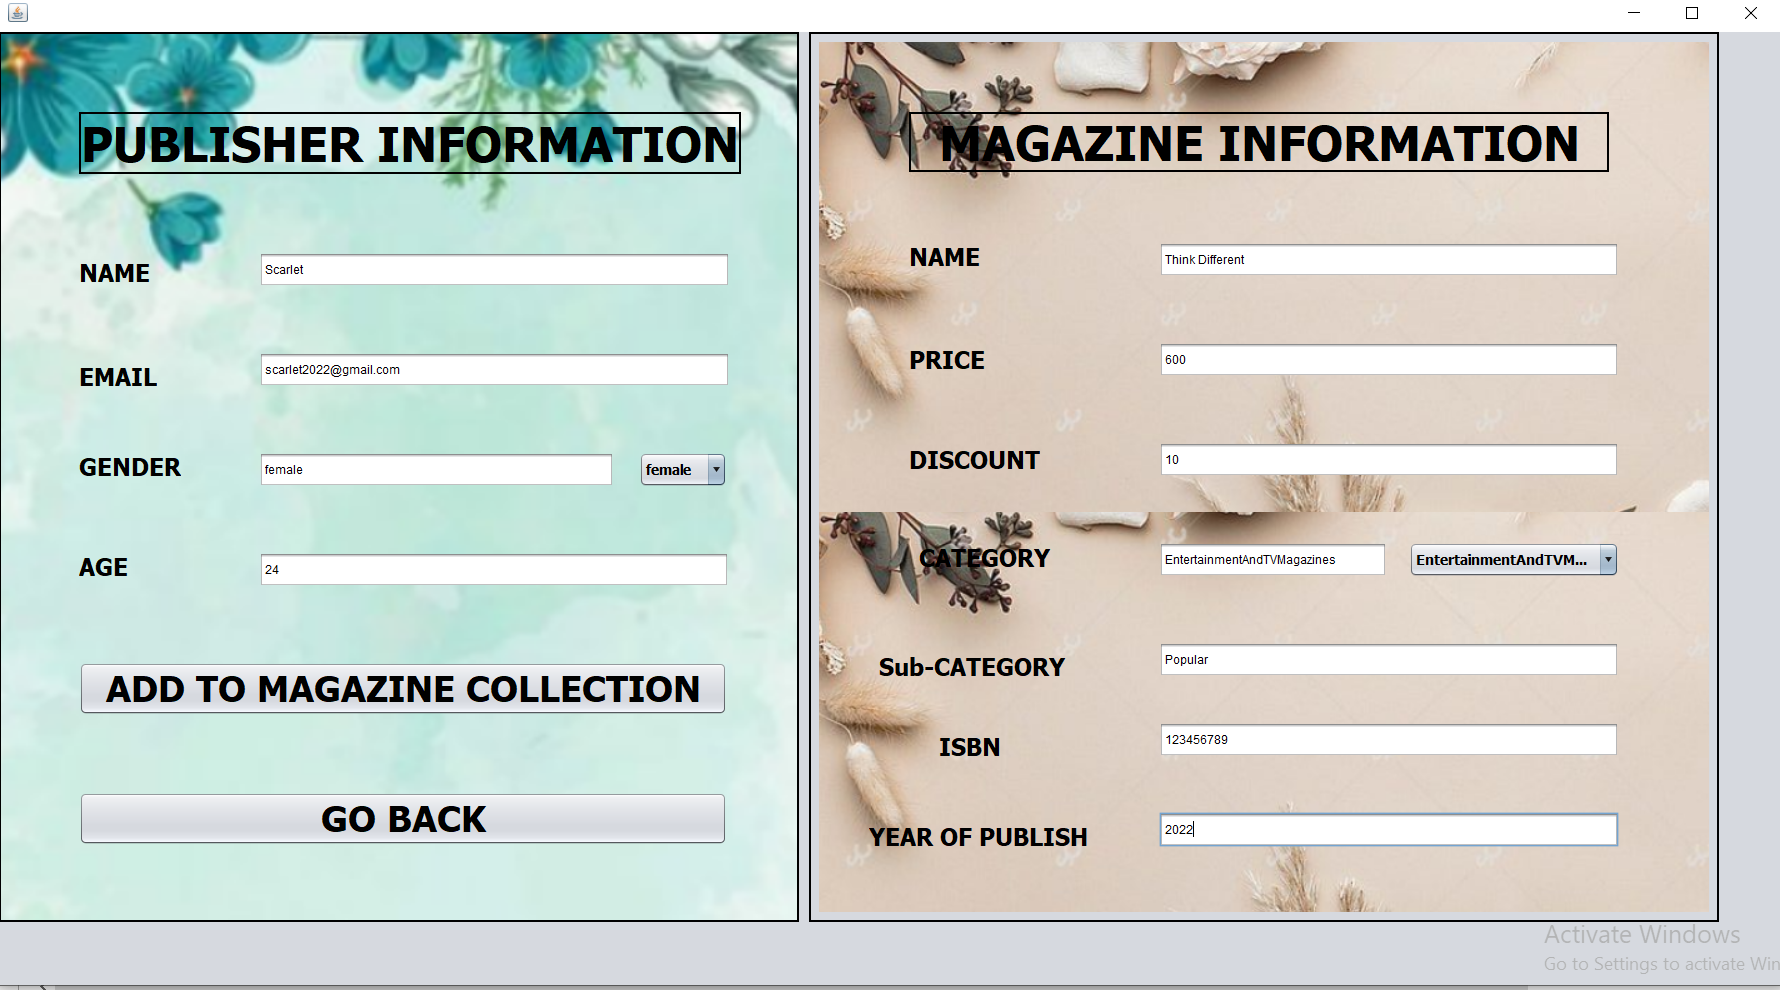 PUBLISHER INFORMATION
NAME
Scarlet
EMAIL
scarlet2022@gmail.com
GENDER
female
female
AGE
24
ADD TO MAGAZINE COLLECTION
GO BACK
MAGAZINE INFORMATION
NAME
Think Different
PRICE
600
DISCOUNT
10
CATEGORY
EntertainmentAndTVMagazines
EntertainmentAndTVM...
Sub-CATEGORY
Popular
ISBN
123456789
YEAR OF PUBLISH
2022
Activate Windows
Go to Settings to activate Win